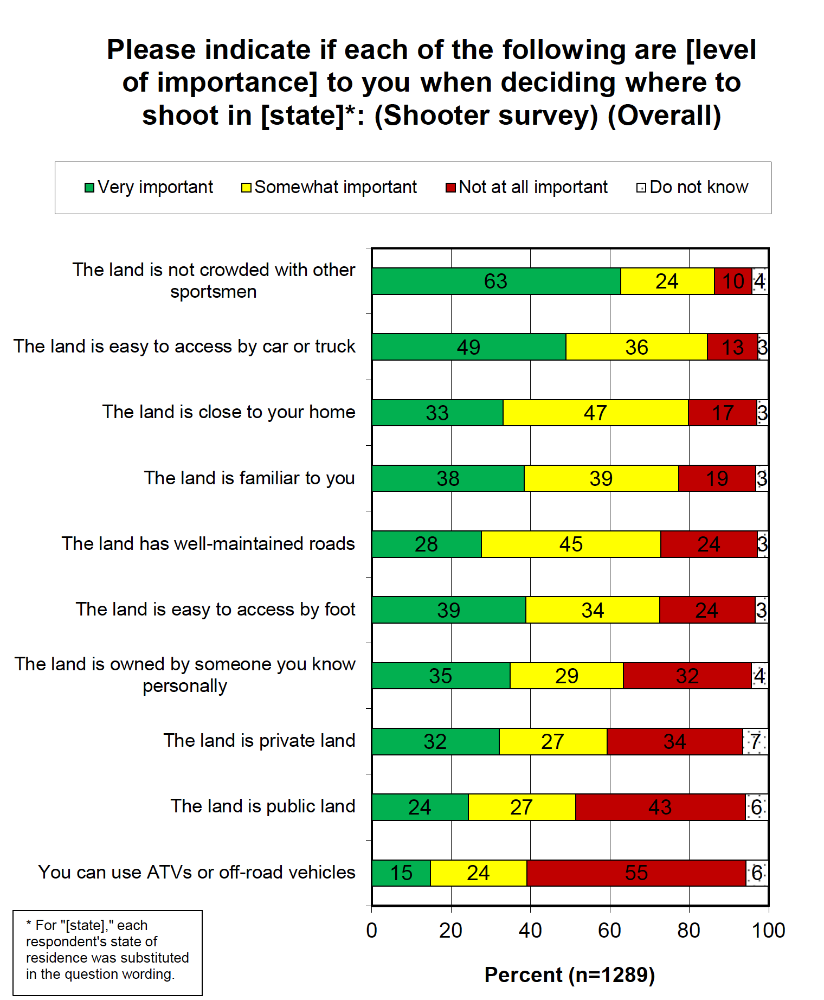 Please indicate if each of the following are [level
of importance] to you when deciding where to
shoot in [state]*: (Shooter survey) (Overall)
Very important Somewhat important Not at all important Do not know
The land is not crowded with other
sportsmen
63 24 10 4
The land is easy to access by car or truck
49 36 13 3
The land is close to your home
33 47 17 3
The land is familiar to you
38 39 19 3
The land has well-maintained roads
28 45 24 3
The land is easy to access by foot
39 34 24 3
The land is owned by someone you know
personally
35 29 32 4
The land is private land
32 27 34 7
The land is public land
24 27 43 6
You can use ATVs or off-road vehicles
15 24 55 6
0 20 40 60 80 100
Percent (n=1289)
* For "[state]," each
respondent's state of
residence was substituted
in the question wording.